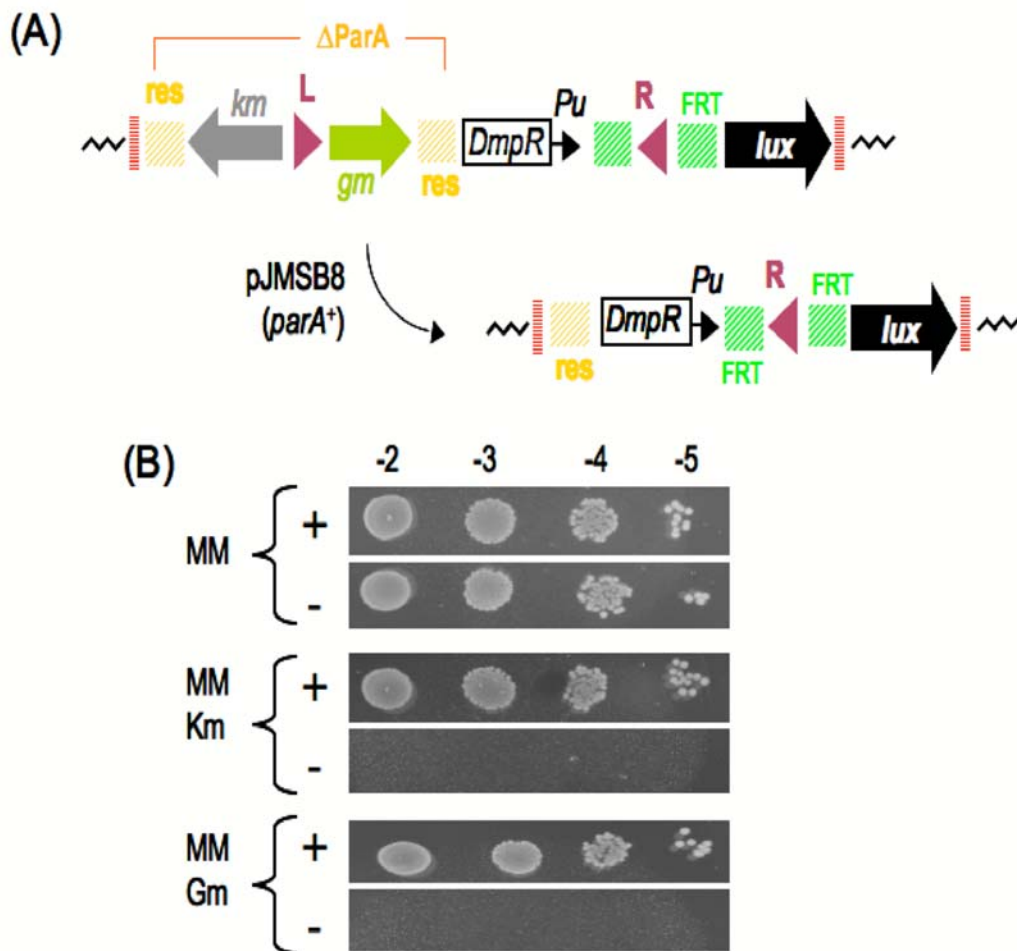 (A)
ΔParA
res km L gm res DmpR Pu R FRT lux
pJMSB8
(parA+)
res DmpR Pu FRT R FRT lux
(B)
-2 -3 -4 -5
MM + -
MM Km + -
MM Gm + -